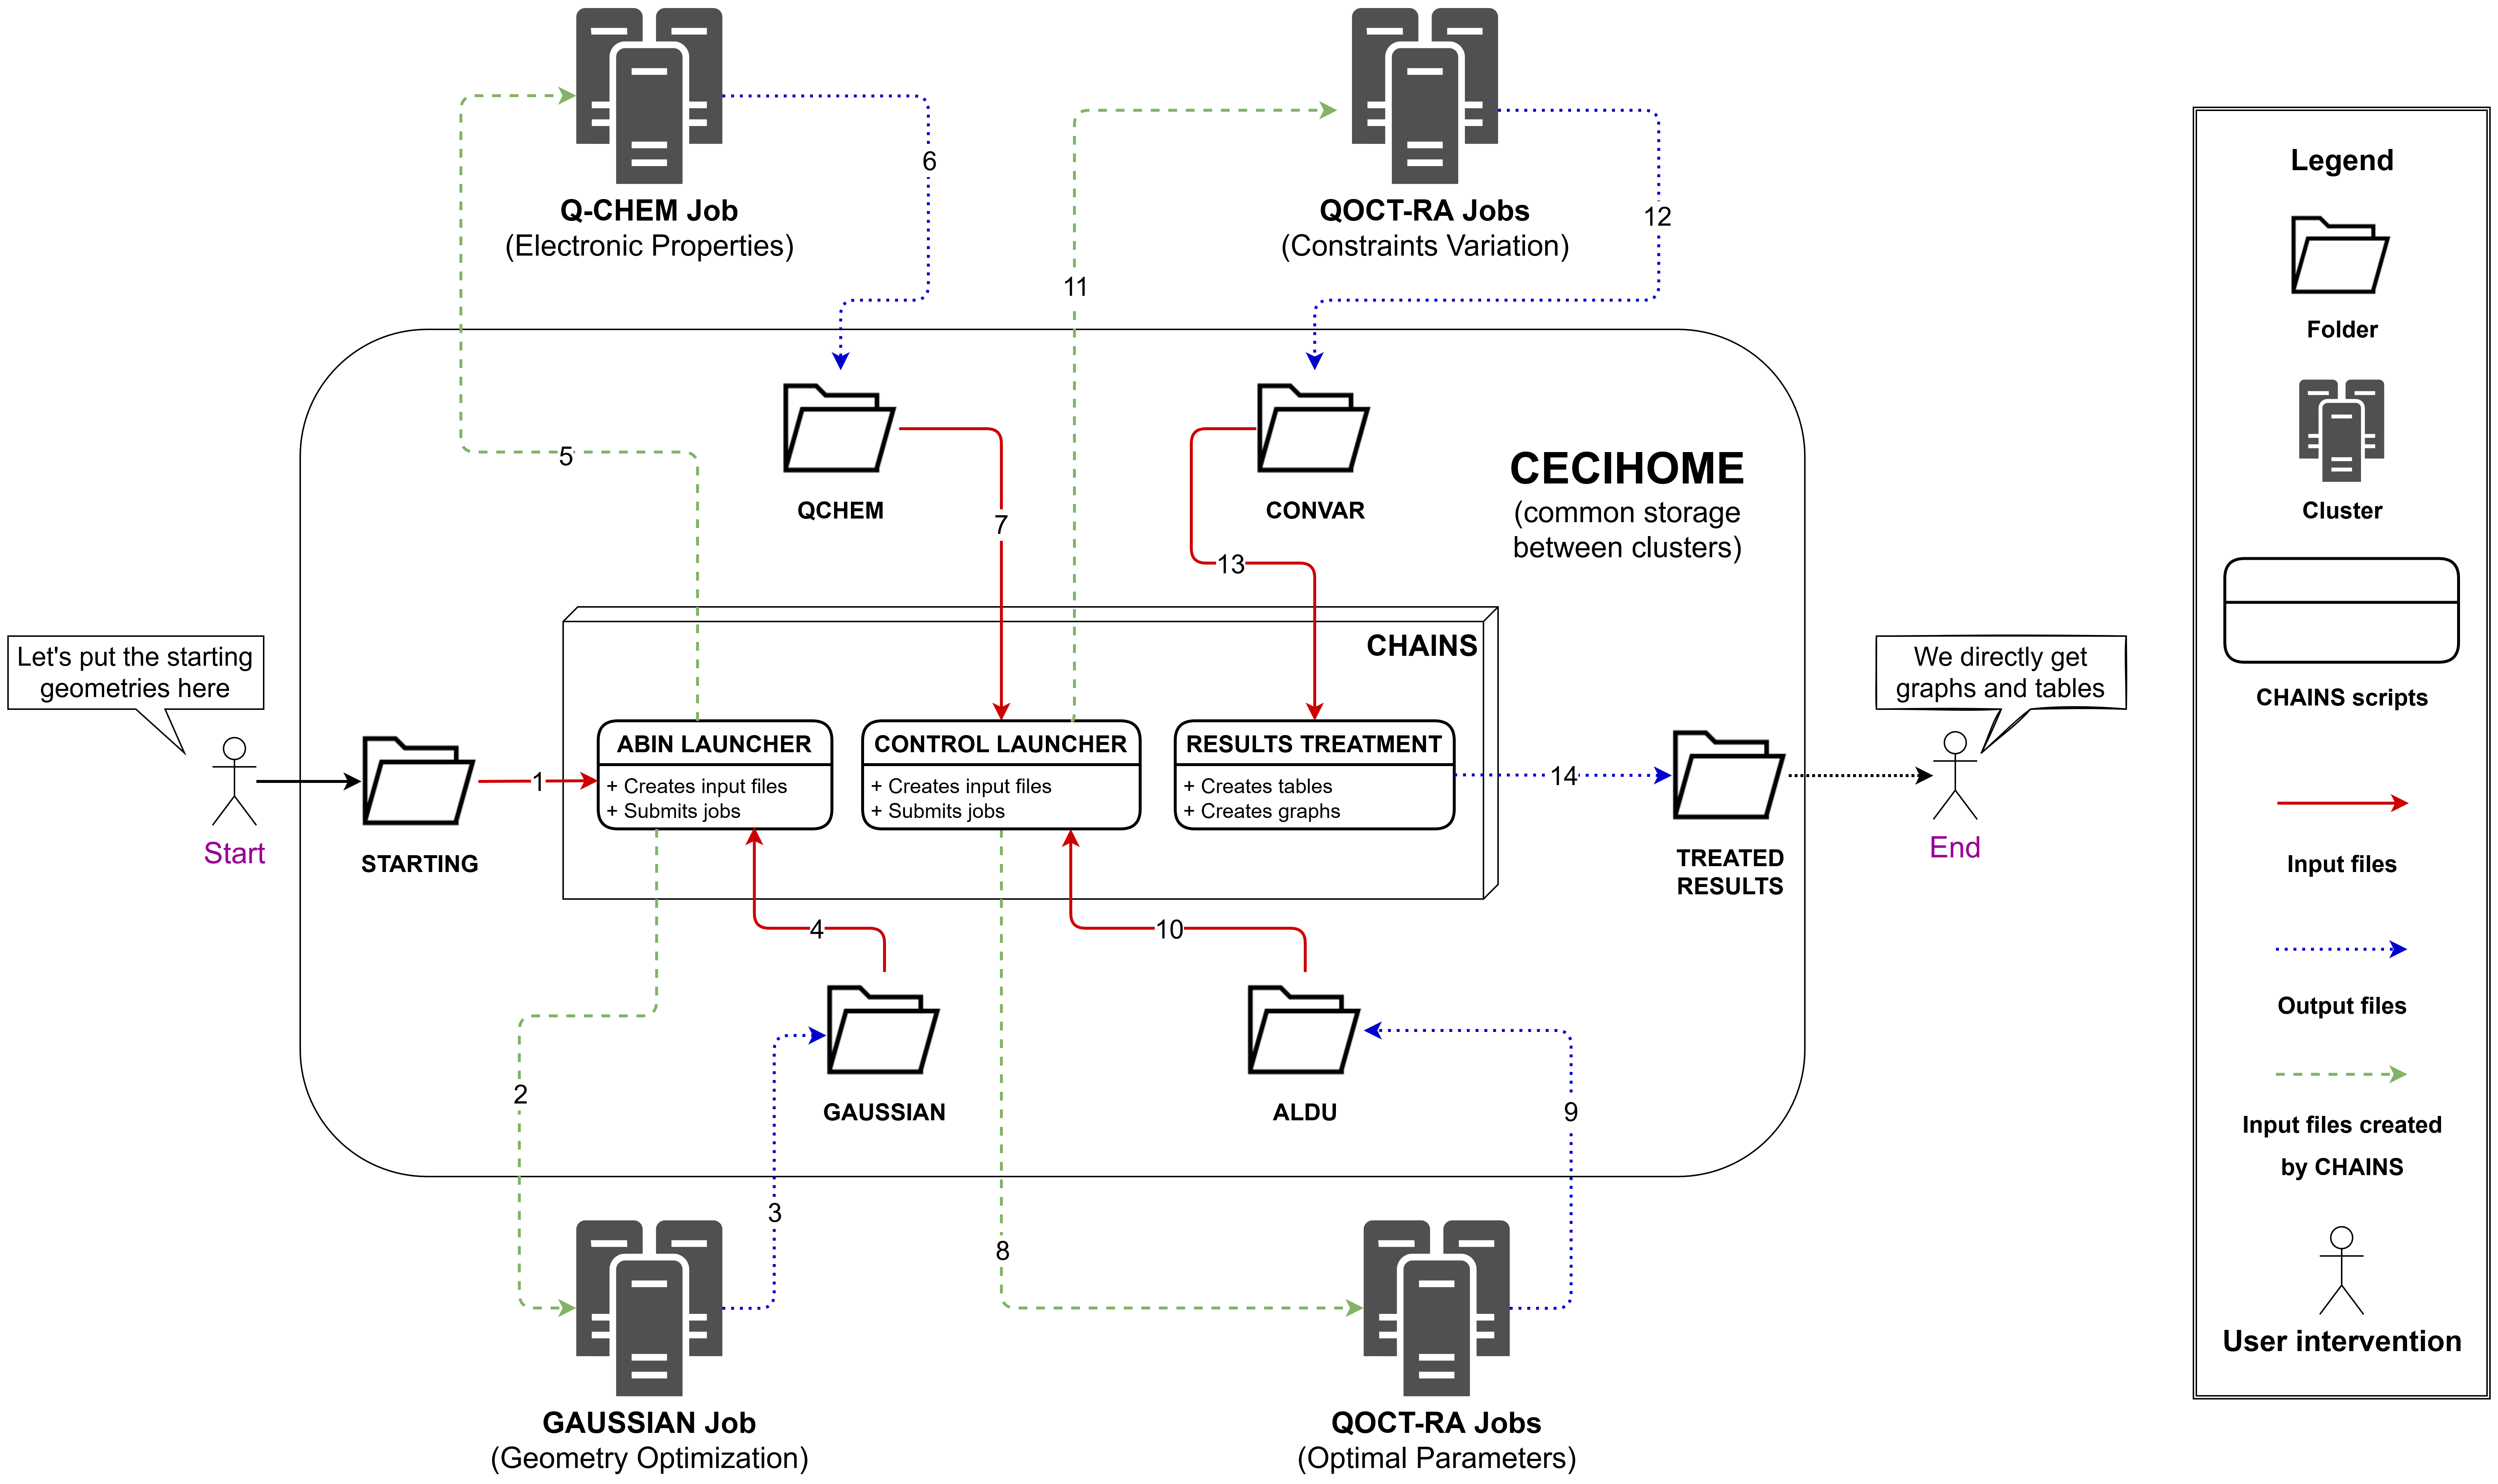 Q-CHEM Job
(Electronic Properties)
QOCT-RA Jobs
(Constraints Variation)
6
12
11
5
QCHEM
CONVAR
CECIHOME
(common storage
between clusters)
7
13
CHAINS
Let's put the starting
geometries here
Start
STARTING
1
ABIN LAUNCHER
+ Creates input files
+ Submits jobs
CONTROL LAUNCHER
+ Creates input files
+ Submits jobs
RESULTS TREATMENT
+ Creates tables
+ Creates graphs
14
TREATED
RESULTS
We directly get
graphs and tables
End
4
10
2
GAUSSIAN
ALDU
9
3
8
GAUSSIAN Job
(Geometry Optimization)
QOCT-RA Jobs
(Optimal Parameters)
Legend
Folder
Cluster
CHAINS scripts
Input files
Output files
Input files created
by CHAINS
User intervention